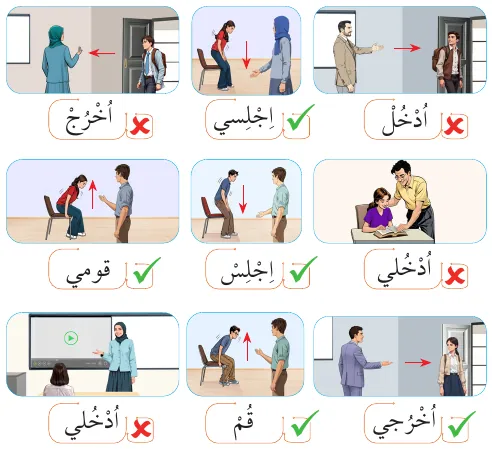 اُدْخُلْ
اِجْلِسي
اُخْرُجْ
اُدْخُلي
اِجْلِسْ
قومي
اُخْرُجي
قُمْ
اُدْخُلي